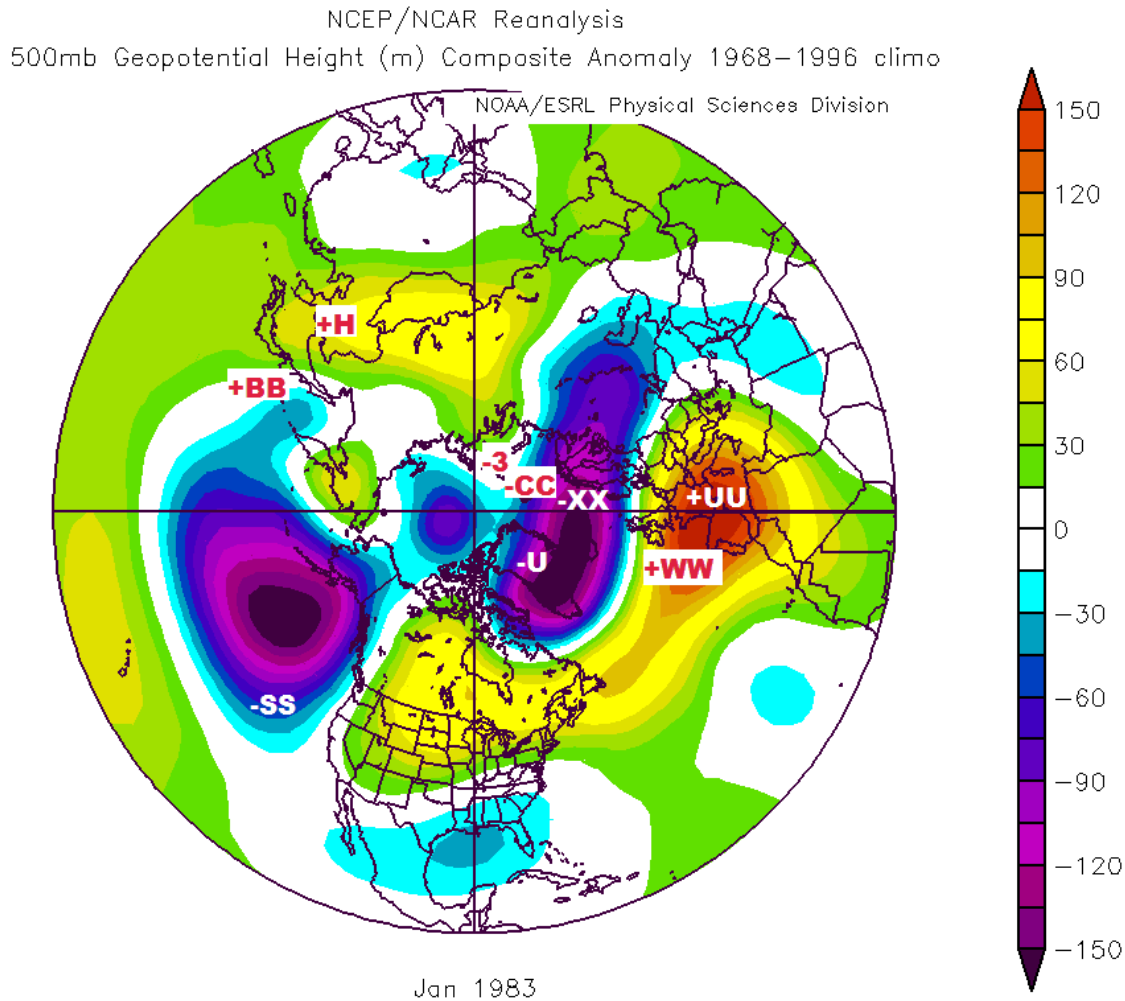 NCEP/NCAR Reanalysis
500mb Geopotential Height (m) Composite Anomaly 1968−1996 climo
NOAA/ESRL Physical Sciences Division
150
120
90
60
30
0
−30
−60
−90
−120
−150
+H
+BB
-3
-CC
-XX
+UU
-U
+WW
-SS
Jan 1983